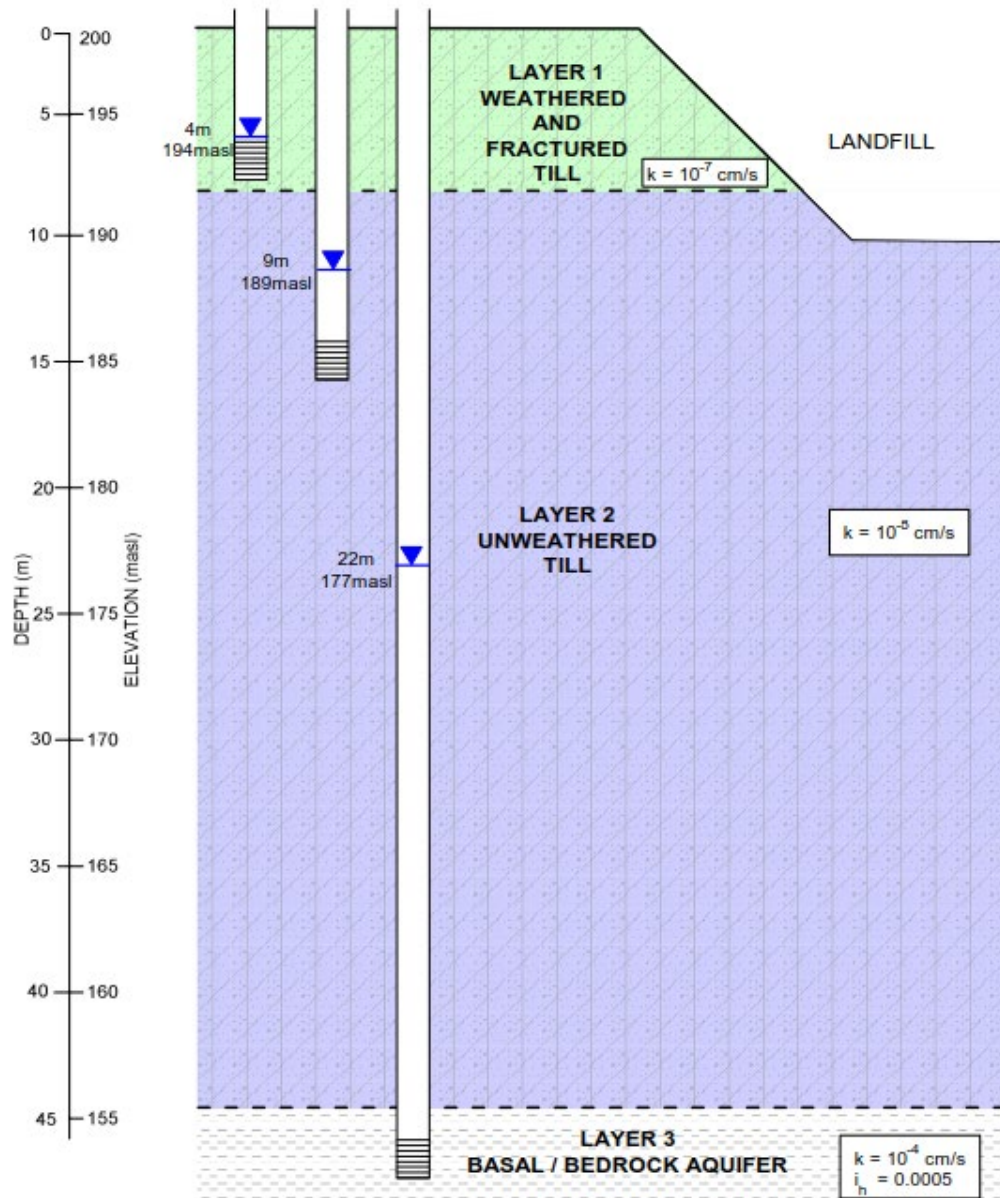 0
200
LAYER 1
WEATHERED
AND
FRACTURED
TILL
LANDFILL
5
195
4m
194masl
k = 10⁻⁷ cm/s
10
190
9m
189masl
15
185
20
180
LAYER 2
UNWEATHERED
TILL
k = 10⁻⁸ cm/s
22m
177masl
DEPTH (m)
ELEVATION (masl)
25
175
30
170
35
165
40
160
45
155
LAYER 3
BASAL / BEDROCK AQUIFER
k = 10⁻⁴ cm/s
iₕ = 0.0005